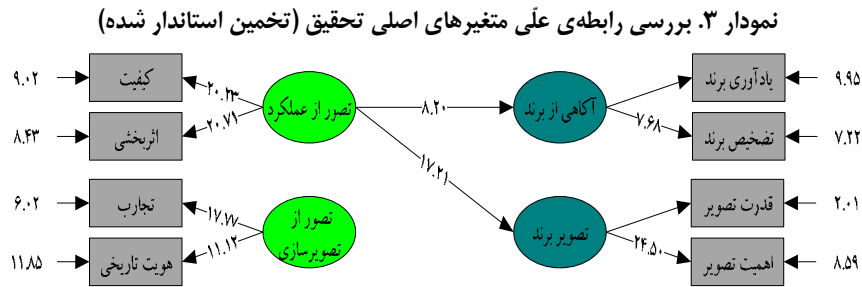 نمودار ۳. بررسی رابطه‌ی علّی متغیرهای اصلی تحقیق (تخمین استاندار شده)
یادآوری برند
۹.۹۵
تضخیص برند
۷.۲۲
قدرت تصویر
۲.۰۱
اهمیت تصویر
۸.۵۹
آگاهی از برند
۷.۶۸
تصویر برند
۲۴.۵۰
۸.۲۰
۱۷.۲۱
تصور از عملکرد
۲۰.۲۳
۲۰.۷۱
تصور از
تصویرسازی
۱۷.۷۷
۱۱.۱۲
کیفیت
۹.۰۲
اثربخشی
۸.۴۳
تجارب
۶.۰۲
هویت تاریخی
۱۱.۸۵